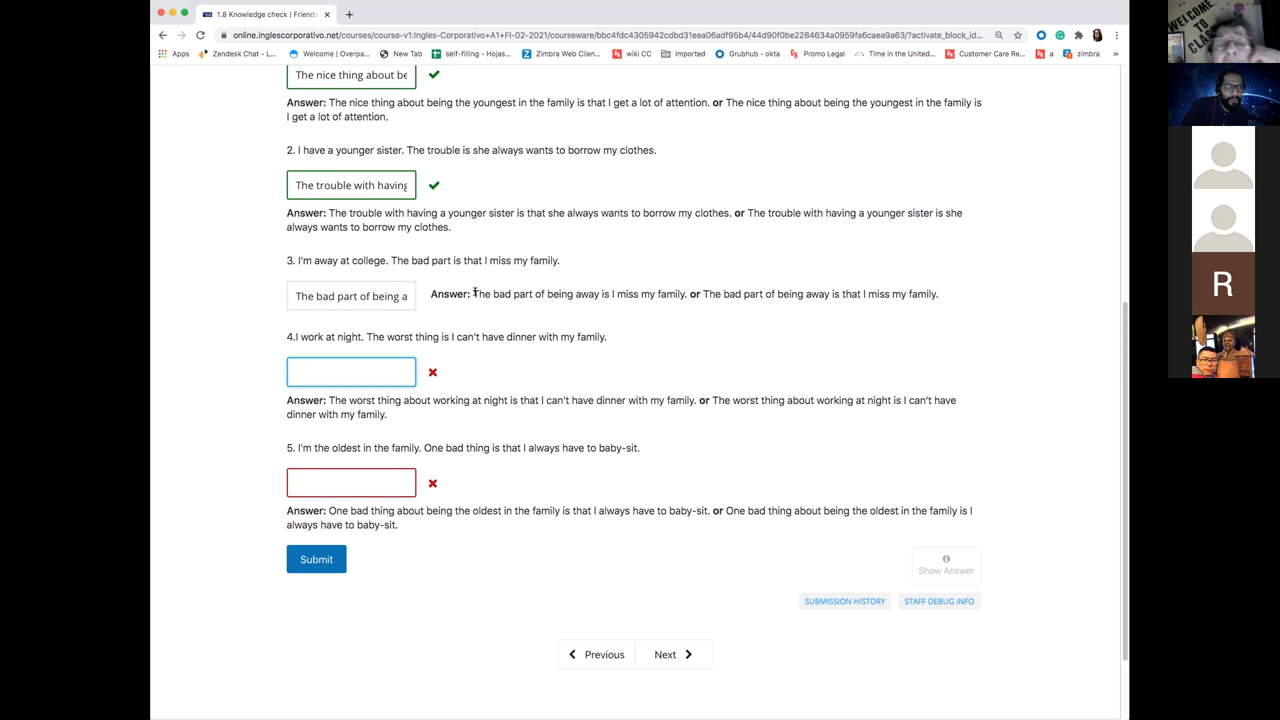 1.8 Knowledge check | Friends
online.inglescorporativo.net/courses/course-v1:Ingles-Corporativo+A1+FI-02-2021/courseware/bbc4fdc4305942cdbd31eea06adf95b4/44d90f0be2284634a0959fa6caea9a63/?activate_block_id...
Apps
Zendesk Chat - L...
Welcome | Overpa...
New Tab
self-filling - Hojas...
Zimbra Web Clien...
wiki CC
Imported
Grubhub - okta
Promo Legal
Time in the United...
Customer Care Re...
a
zimbra
WELCOME
TO
CLASS
The nice thing about be
Answer: The nice thing about being the youngest in the family is that I get a lot of attention. or The nice thing about being the youngest in the family is
I get a lot of attention.
2. I have a younger sister. The trouble is she always wants to borrow my clothes.
The trouble with having
Answer: The trouble with having a younger sister is that she always wants to borrow my clothes. or The trouble with having a younger sister is she
always wants to borrow my clothes.
3. I'm away at college. The bad part is that I miss my family.
The bad part of being a
Answer: The bad part of being away is I miss my family. or The bad part of being away is that I miss my family.
R
4.I work at night. The worst thing is I can't have dinner with my family.
Answer: The worst thing about working at night is that I can't have dinner with my family. or The worst thing about working at night is I can't have
dinner with my family.
5. I'm the oldest in the family. One bad thing is that I always have to baby-sit.
Answer: One bad thing about being the oldest in the family is that I always have to baby-sit. or One bad thing about being the oldest in the family is I
always have to baby-sit.
Submit
Show Answer
SUBMISSION HISTORY
STAFF DEBUG INFO
Previous
Next